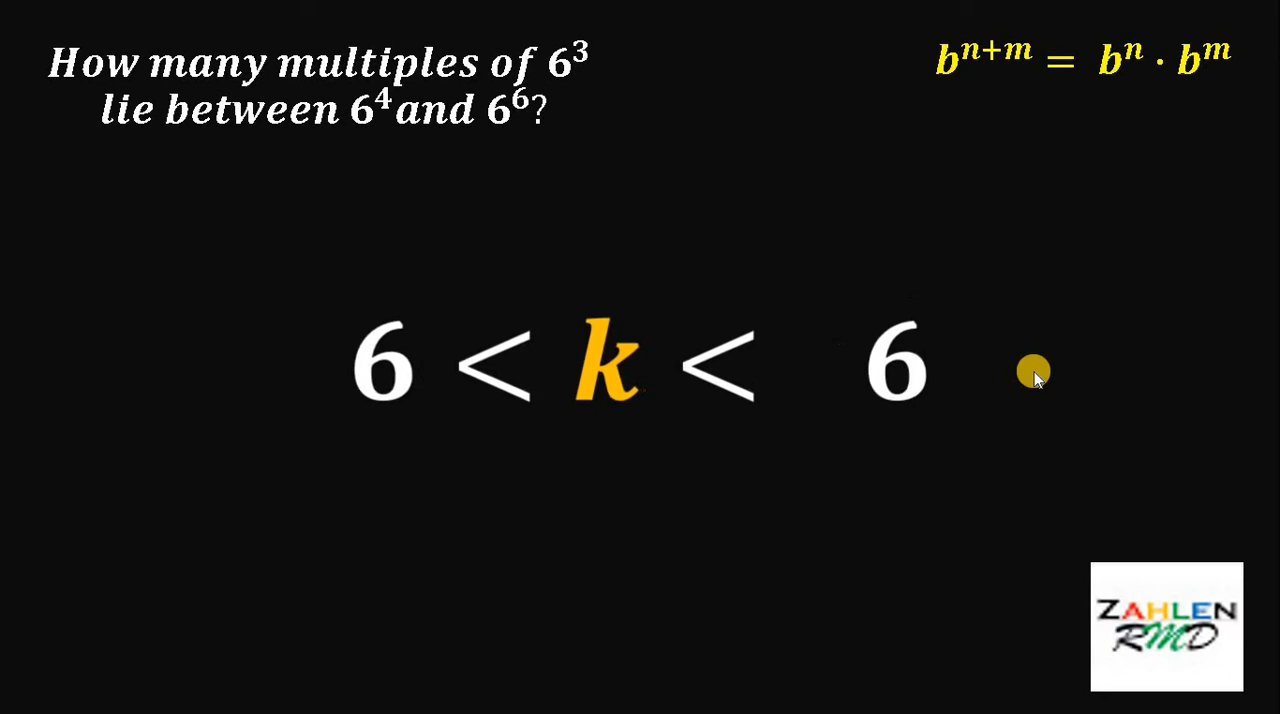 How many multiples of 6³
lie between 6⁴ and 6⁶?
bⁿ⁺ᵐ = bⁿ · bᵐ
6 < k < 6
ZAHLEN
RMD